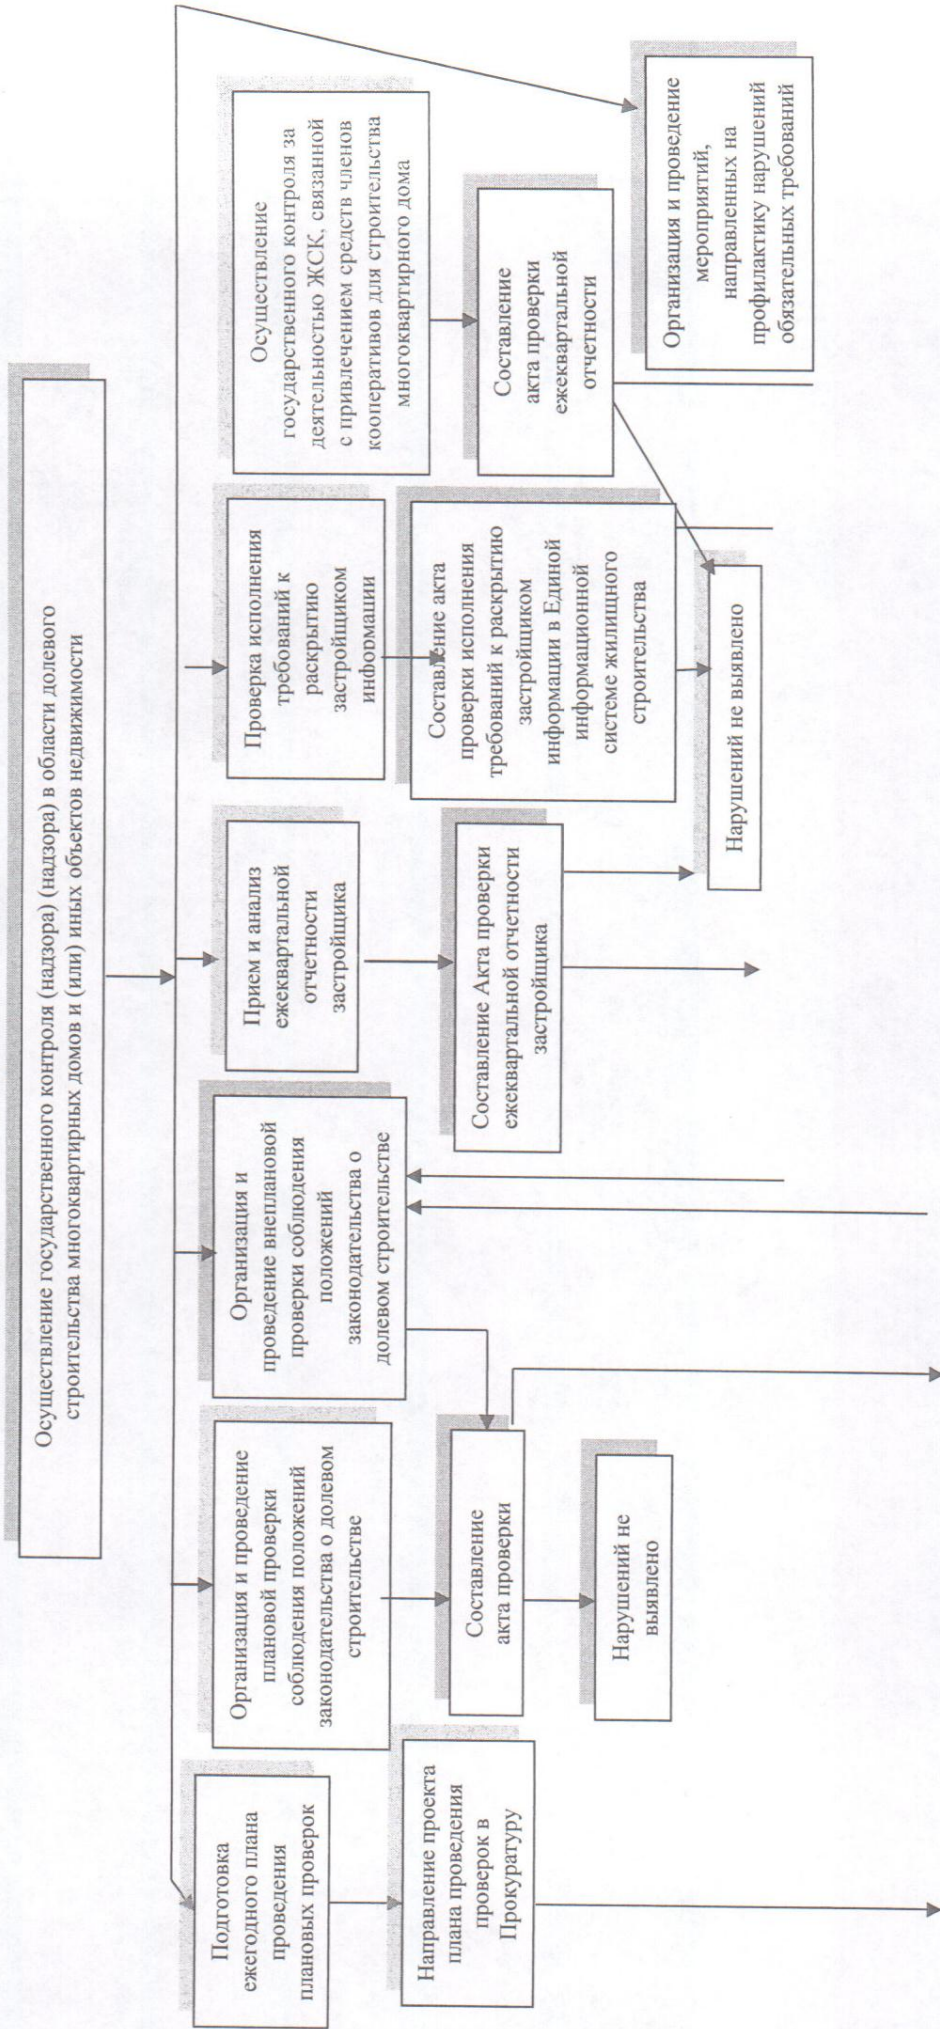 Осуществление государственного контроля (надзора) (надзора) в области долевого
строительства многоквартирных домов и (или) иных объектов недвижимости
Подготовка
ежегодного плана
проведения
плановых проверок
Организация и проведение
плановой проверки
соблюдения положений
законодательства о долевом
строительстве
Организация и
проведение внеплановой
проверки соблюдения
положений
законодательства о
долевом строительстве
Прием и анализ
ежеквартальной
отчетности
застройщика
Проверка исполнения
требований к
раскрытию
застройщиком
информации
Осуществление
государственного контроля за
деятельностью ЖСК, связанной
с привлечением средств членов
кооперативов для строительства
многоквартирного дома
Направление проекта
плана проведения
проверок в
Прокуратуру
Составление
акта проверки
Составление Акта проверки
ежеквартальной отчетности
застройщика
Составление акта
проверки исполнения
требований к раскрытию
застройщиком
информации в Единой
информационной
системе жилищного
строительства
Составление
акта проверки
ежеквартальной
отчетности
Нарушений не
выявлено
Нарушений не выявлено
Организация и проведение
мероприятий,
направленных на
профилактику нарушений
обязательных требований